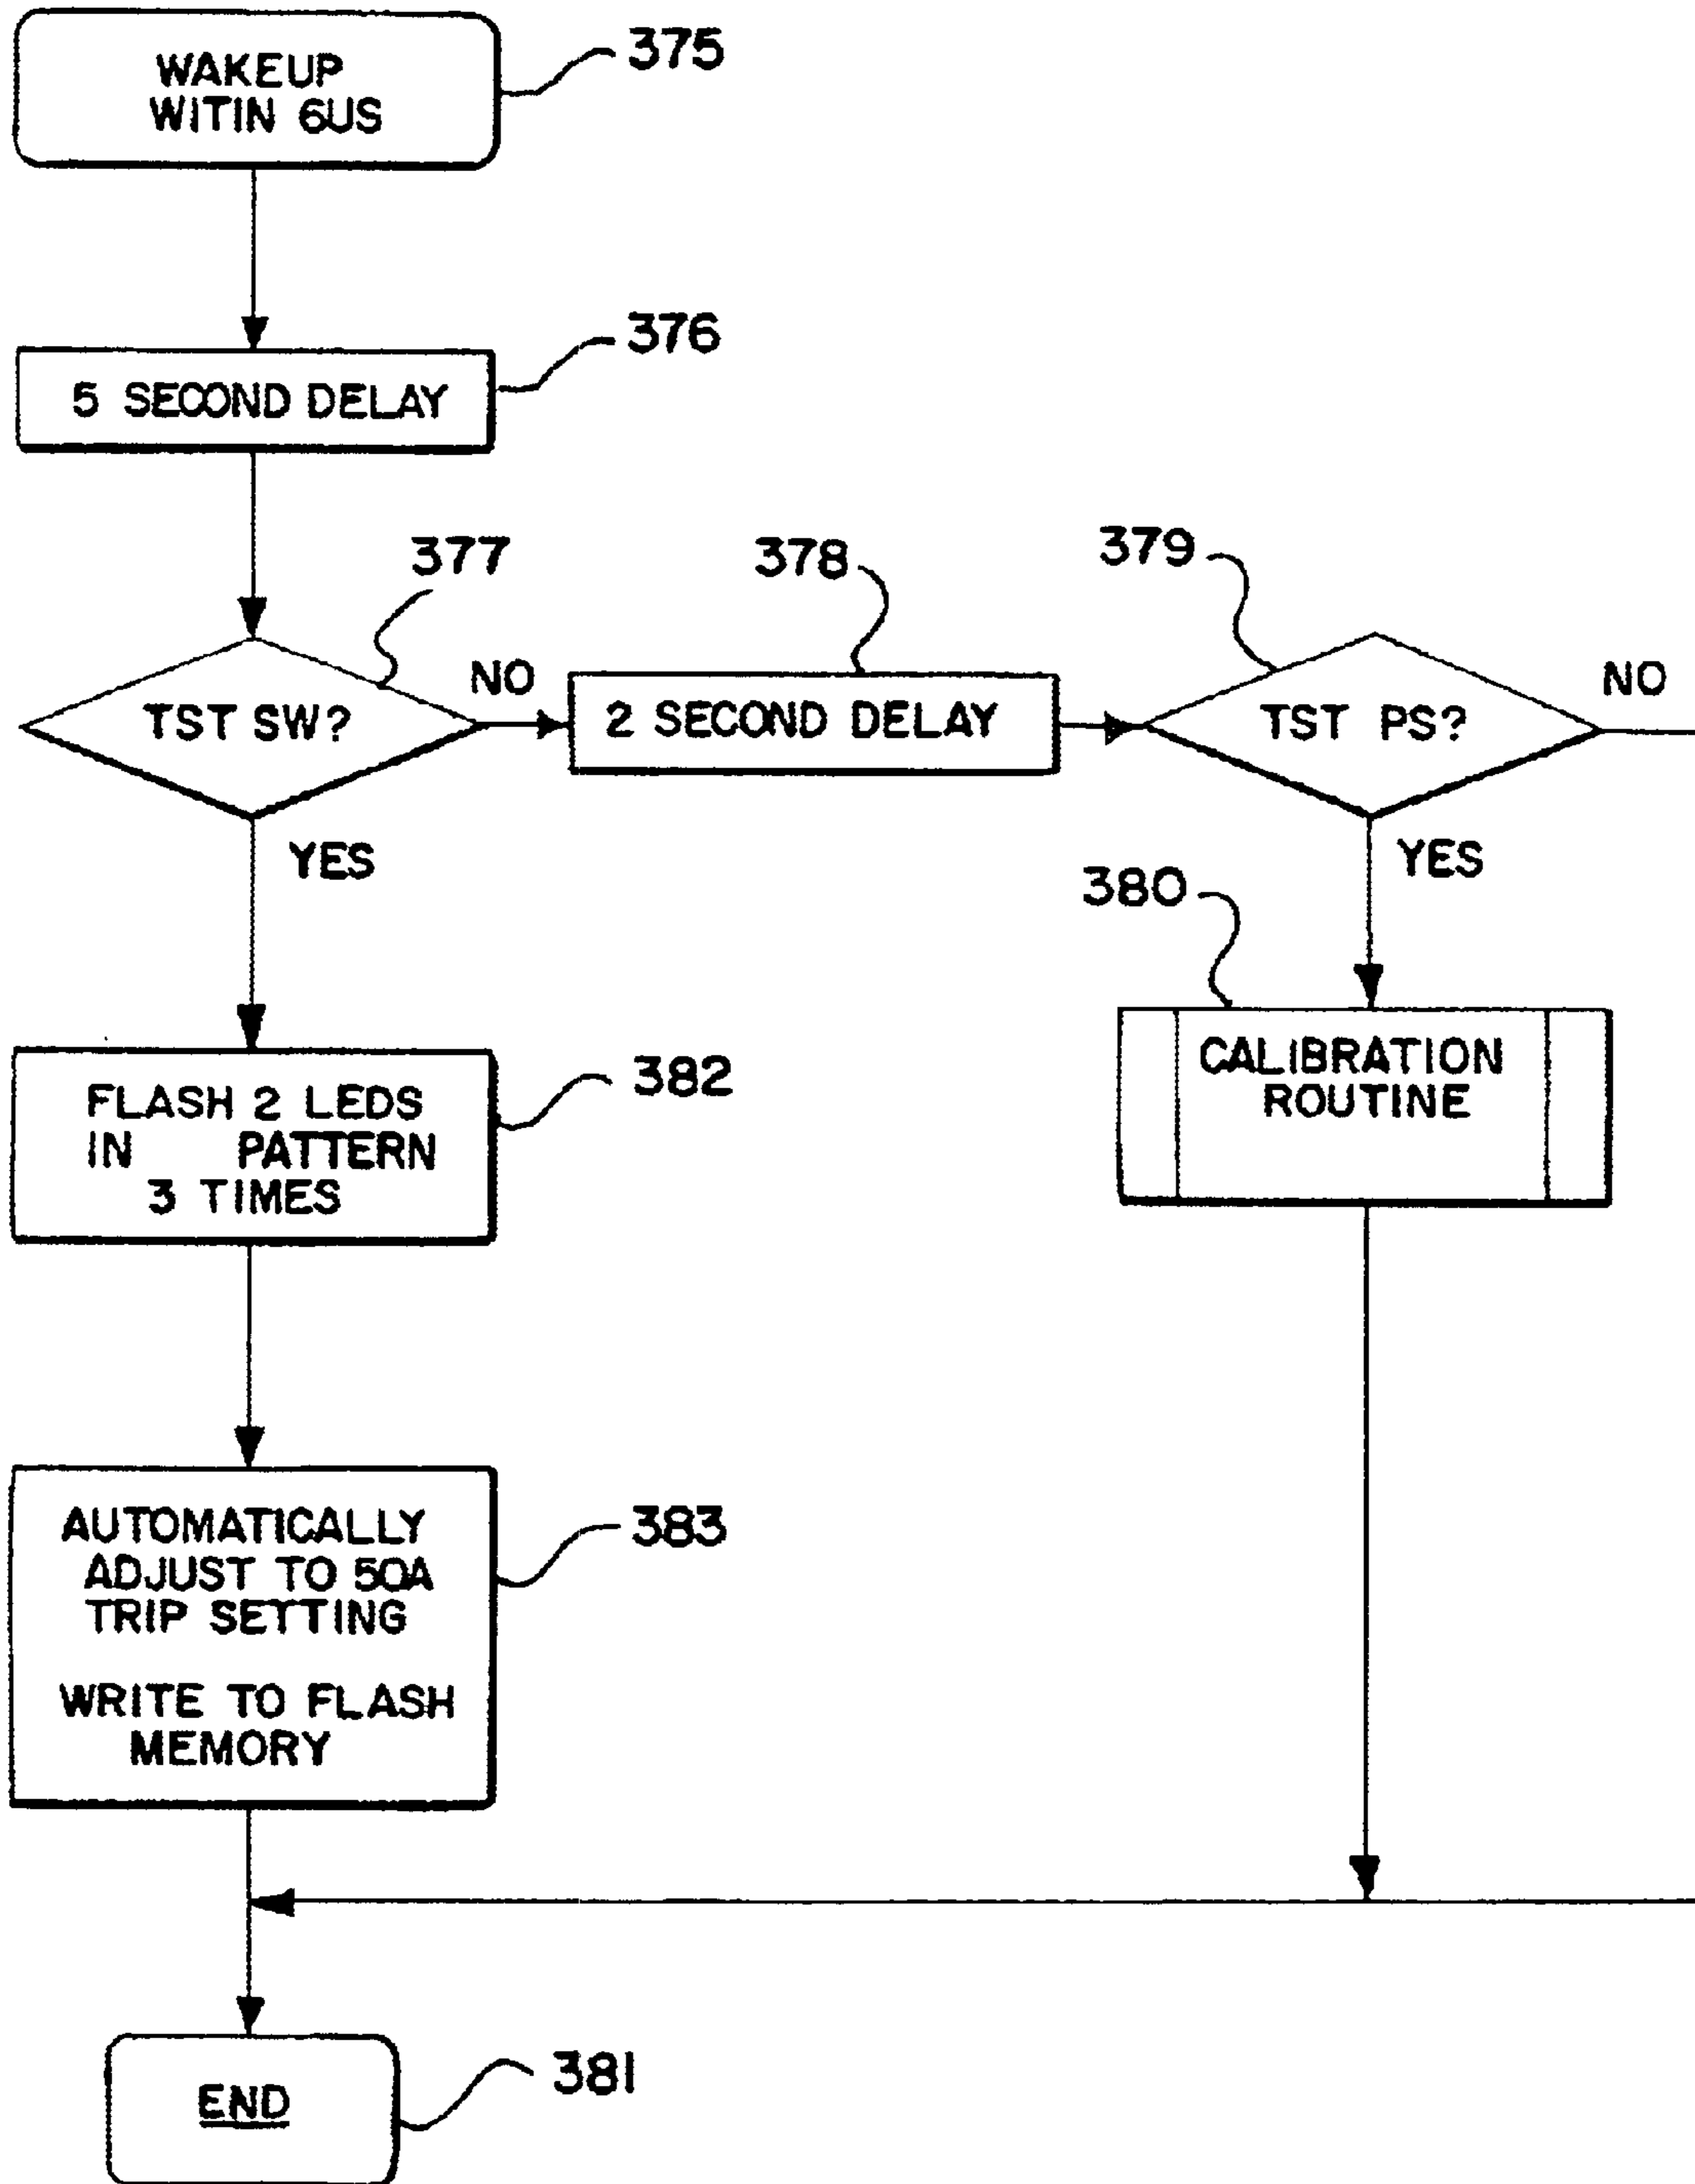 WAKEUP
WITIN 6US
375
5 SECOND DELAY
376
377
TST SW?
NO
378
2 SECOND DELAY
379
TST PS?
NO
YES
YES
380
CALIBRATION
ROUTINE
FLASH 2 LEDS
IN PATTERN
3 TIMES
382
AUTOMATICALLY
ADJUST TO 50A
TRIP SETTING
WRITE TO FLASH
MEMORY
383
END
381